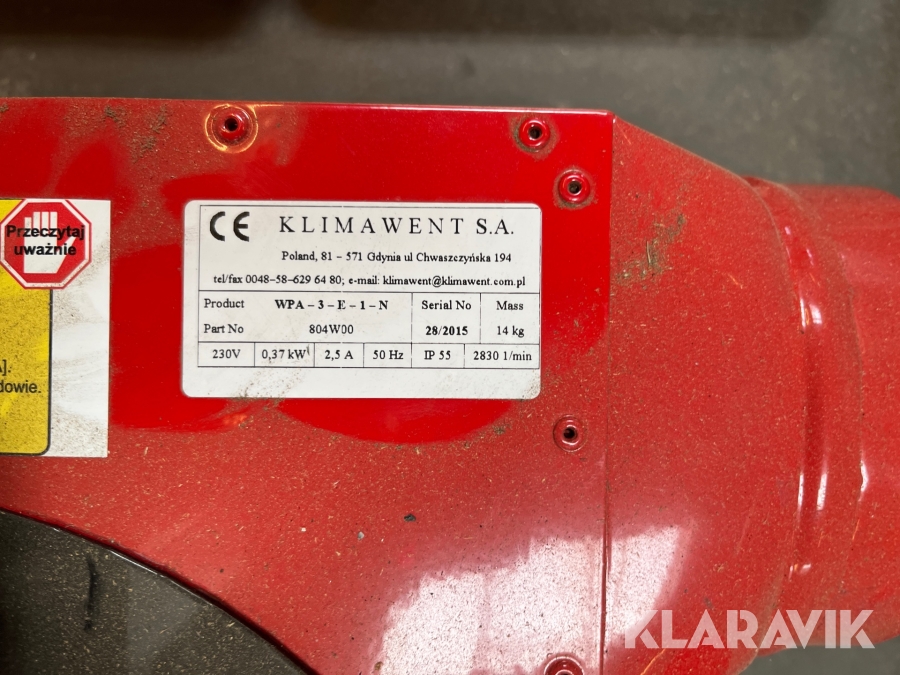 Przeczytaj
uważnie
].
dowie.
CE KLIMAWENT S.A.
Poland, 81 – 571 Gdynia ul Chwaszczyńska 194
tel/fax 0048–58–629 64 80; e-mail: klimawent@klimawent.com.pl
Product WPA – 3 – E – 1 – N Serial No Mass
Part No 804W00 28/2015 14 kg
230V 0,37 kW 2,5 A 50 Hz IP 55 2830 1/min
KLARAVIK